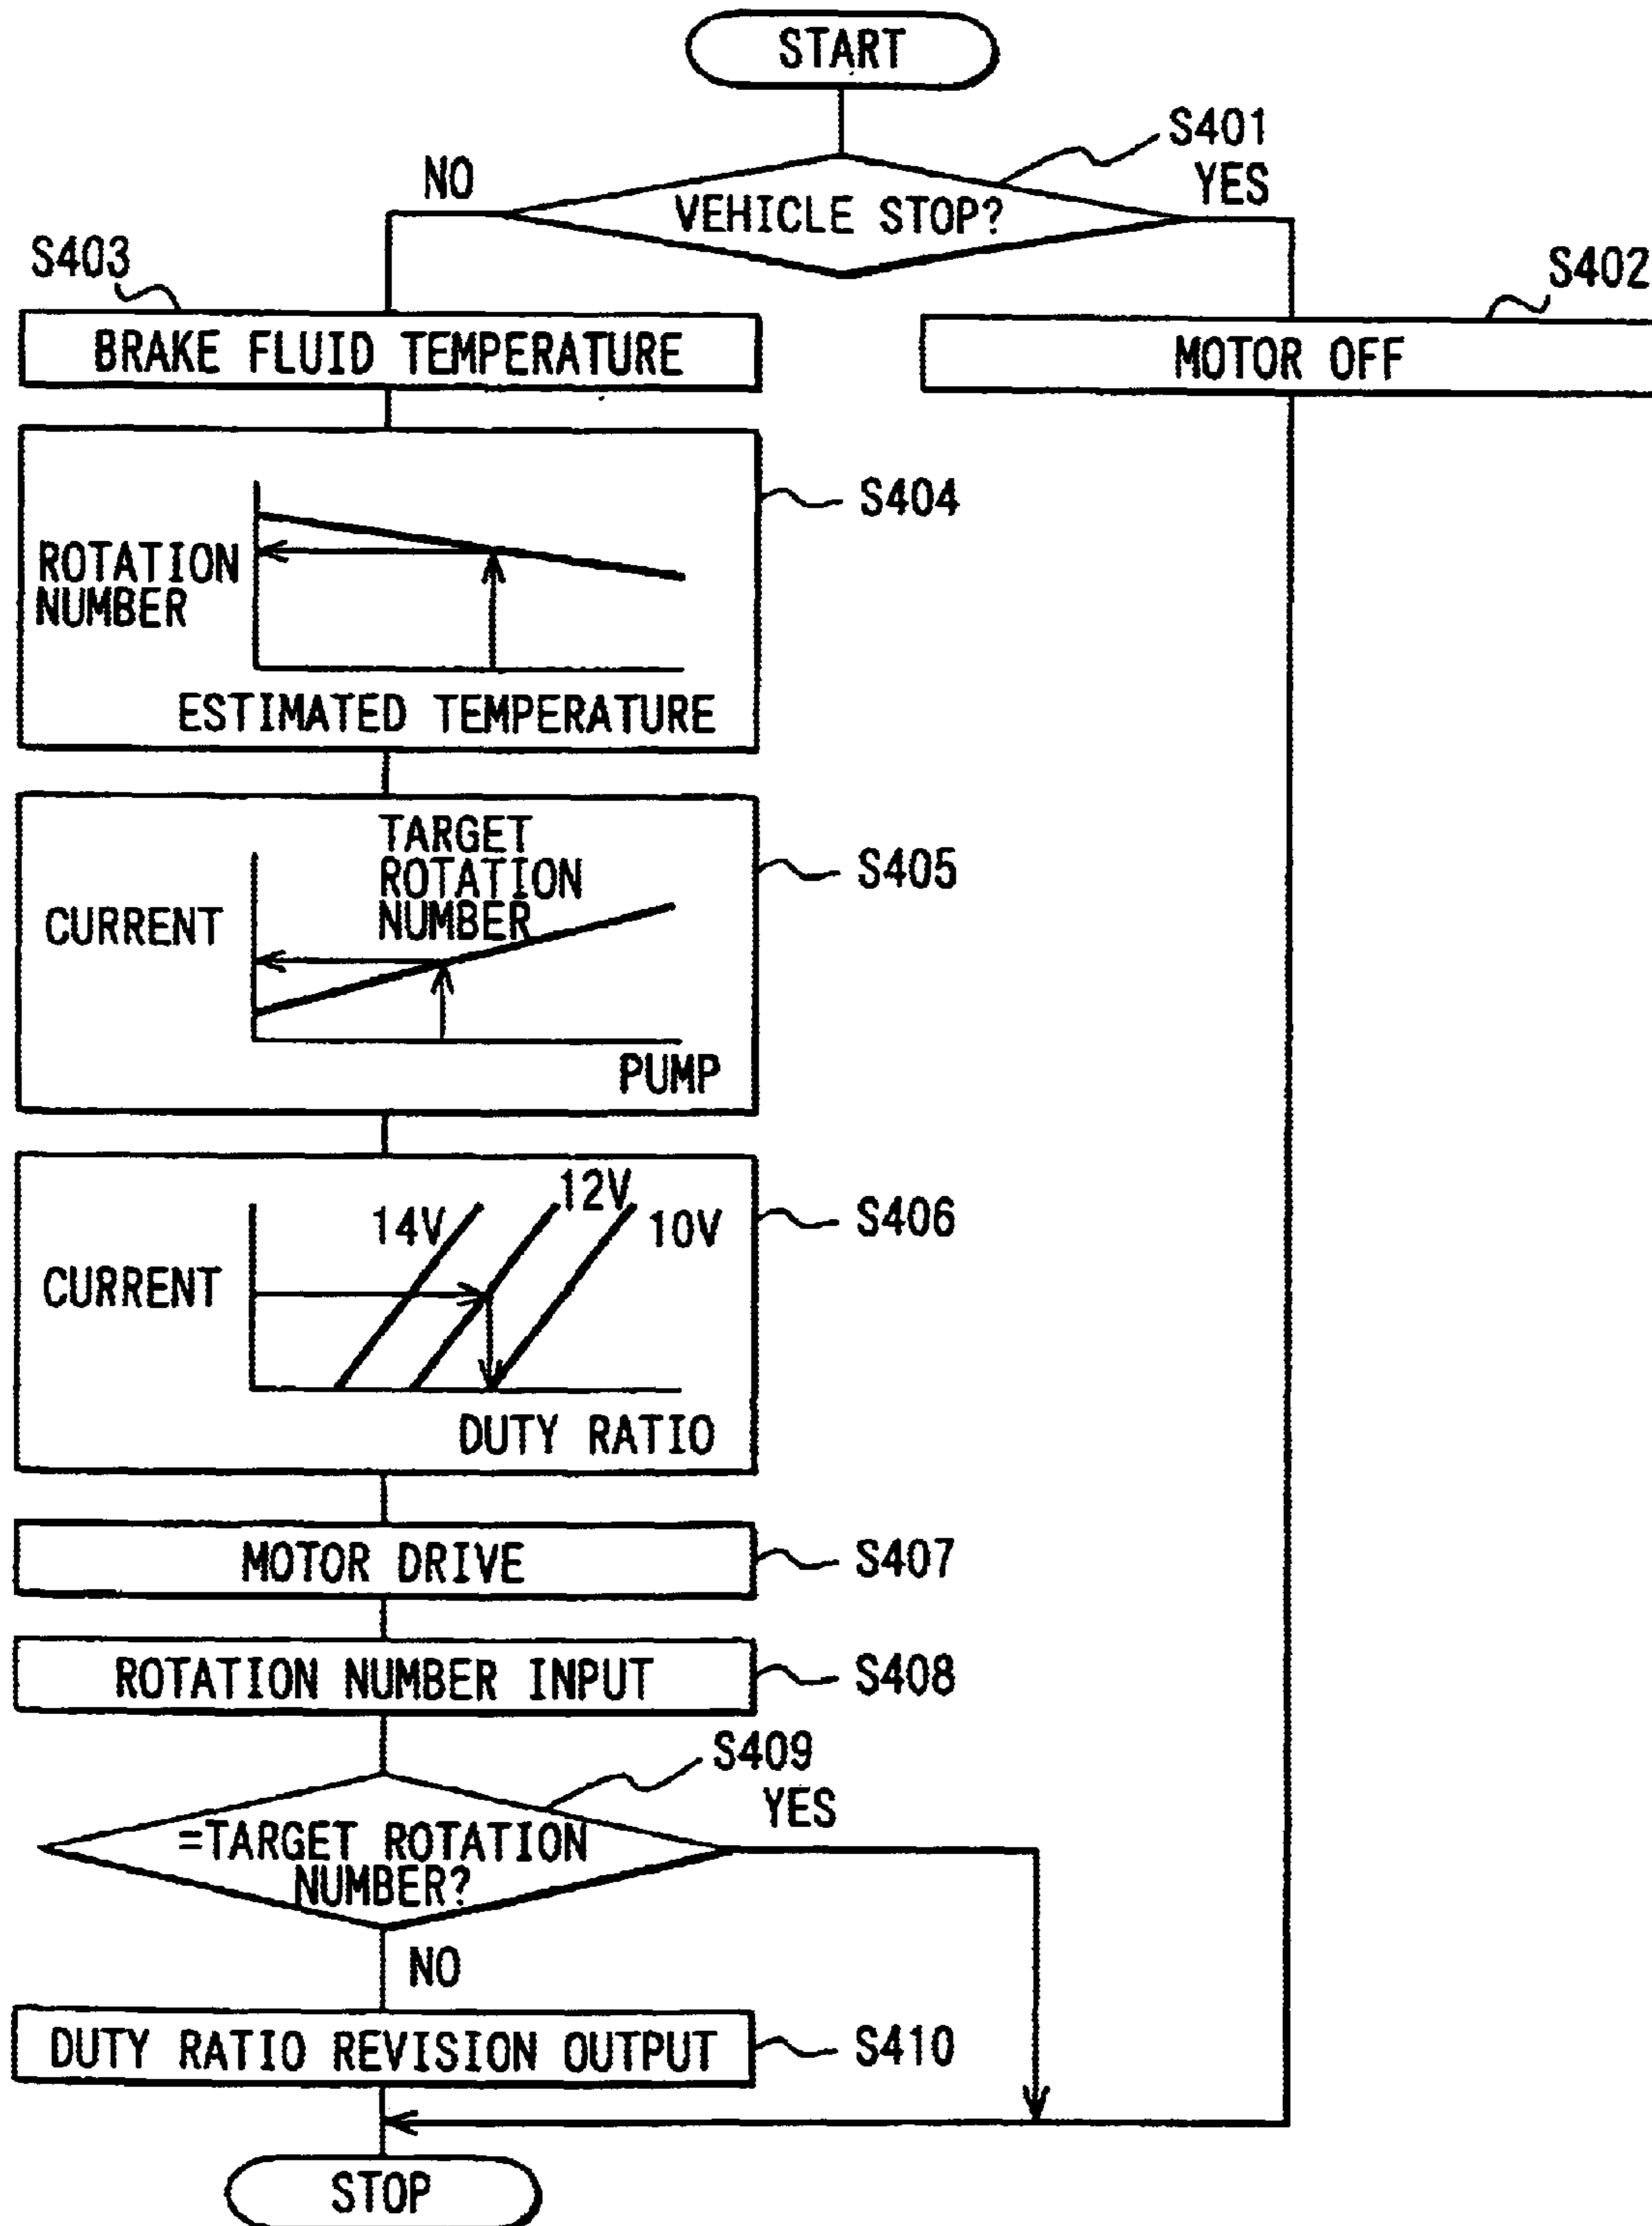 START
S401
NO
YES
VEHICLE STOP?
S403
S402
BRAKE FLUID TEMPERATURE
MOTOR OFF
S404
ROTATION
NUMBER
ESTIMATED TEMPERATURE
TARGET
ROTATION
NUMBER
S405
CURRENT
PUMP
12V
14V
10V
S406
CURRENT
DUTY RATIO
MOTOR DRIVE
S407
ROTATION NUMBER INPUT
S408
S409
YES
=TARGET ROTATION
NUMBER?
NO
DUTY RATIO REVISION OUTPUT
S410
STOP